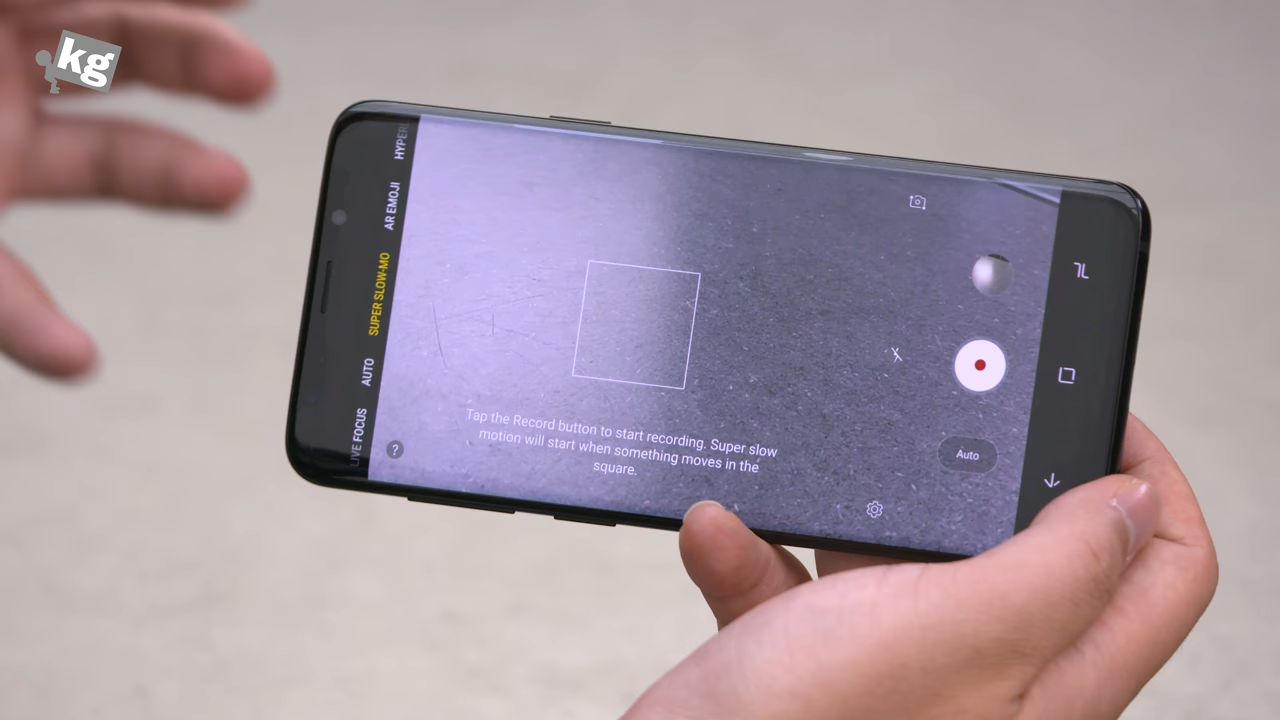 kg
HYPER
AR EMOJI
SUPER SLOW-MO
AUTO
LIVE FOCUS
?
Tap the Record button to start recording. Super slow
motion will start when something moves in the
square.
Auto